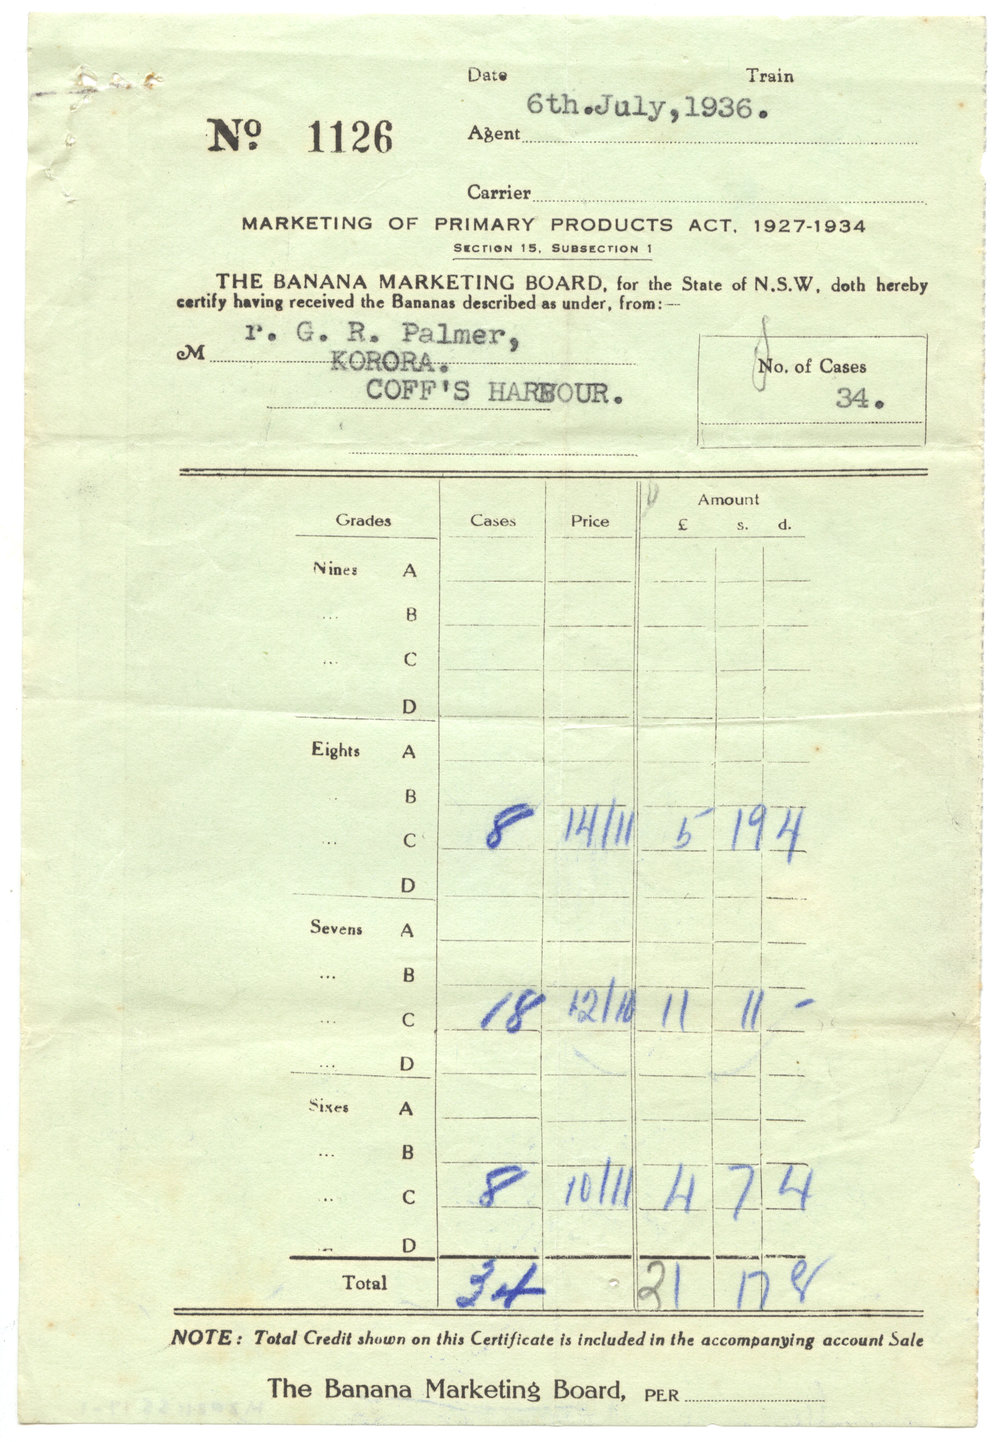 Date Train
6th.July,1936.
No. 1126
Agent
Carrier
MARKETING OF PRIMARY PRODUCTS ACT, 1927-1934
SECTION 15, SUBSECTION 1
THE BANANA MARKETING BOARD, for the State of N.S.W, doth hereby
certify having received the Bananas described as under, from:—
Mr. G. R. Palmer,
KORORA.
COFF'S HARBOUR.
No. of Cases
34.
Amount
Grades Cases Price £ s. d.
Nines A
... B
... C
D
Eights A
.. B
... C 8 14/11 5 19 4
D
Sevens A
... B
... C 18 12/10 11 11 -
... D
Sixes A
... B
... C 8 10/11 4 7 4
... D
Total 34 21 17 8
NOTE: Total Credit shown on this Certificate is included in the accompanying account Sale
The Banana Marketing Board, PER